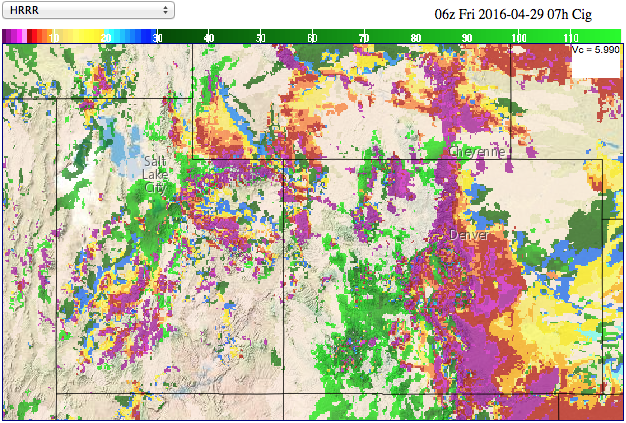 HRRR
06z Fri 2016-04-29 07h Cig
10 20 30 40 50 60 70 80 90 100 110
Vc = 5.990
Cheyenne
Salt
Lake
City
Denver